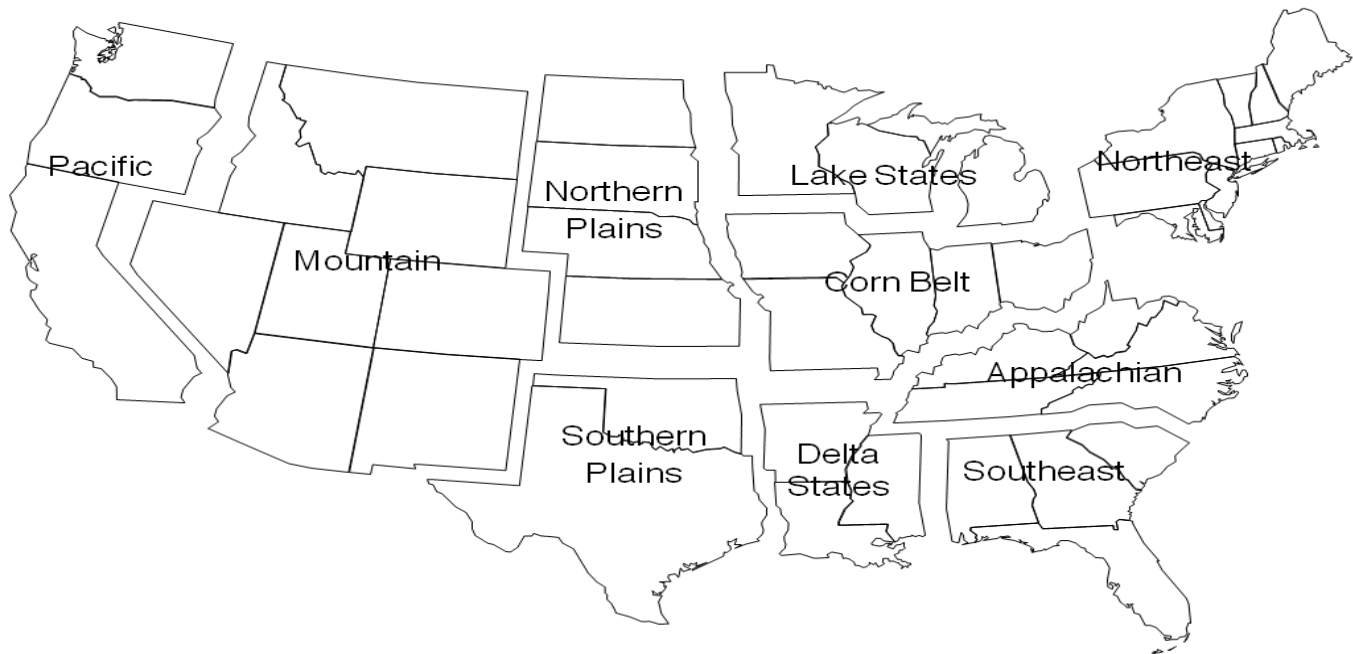 Pacific
Mountain
Northern
Plains
Lake States
Northeast
Corn Belt
Appalachian
Southern
Plains
Delta
States
Southeast